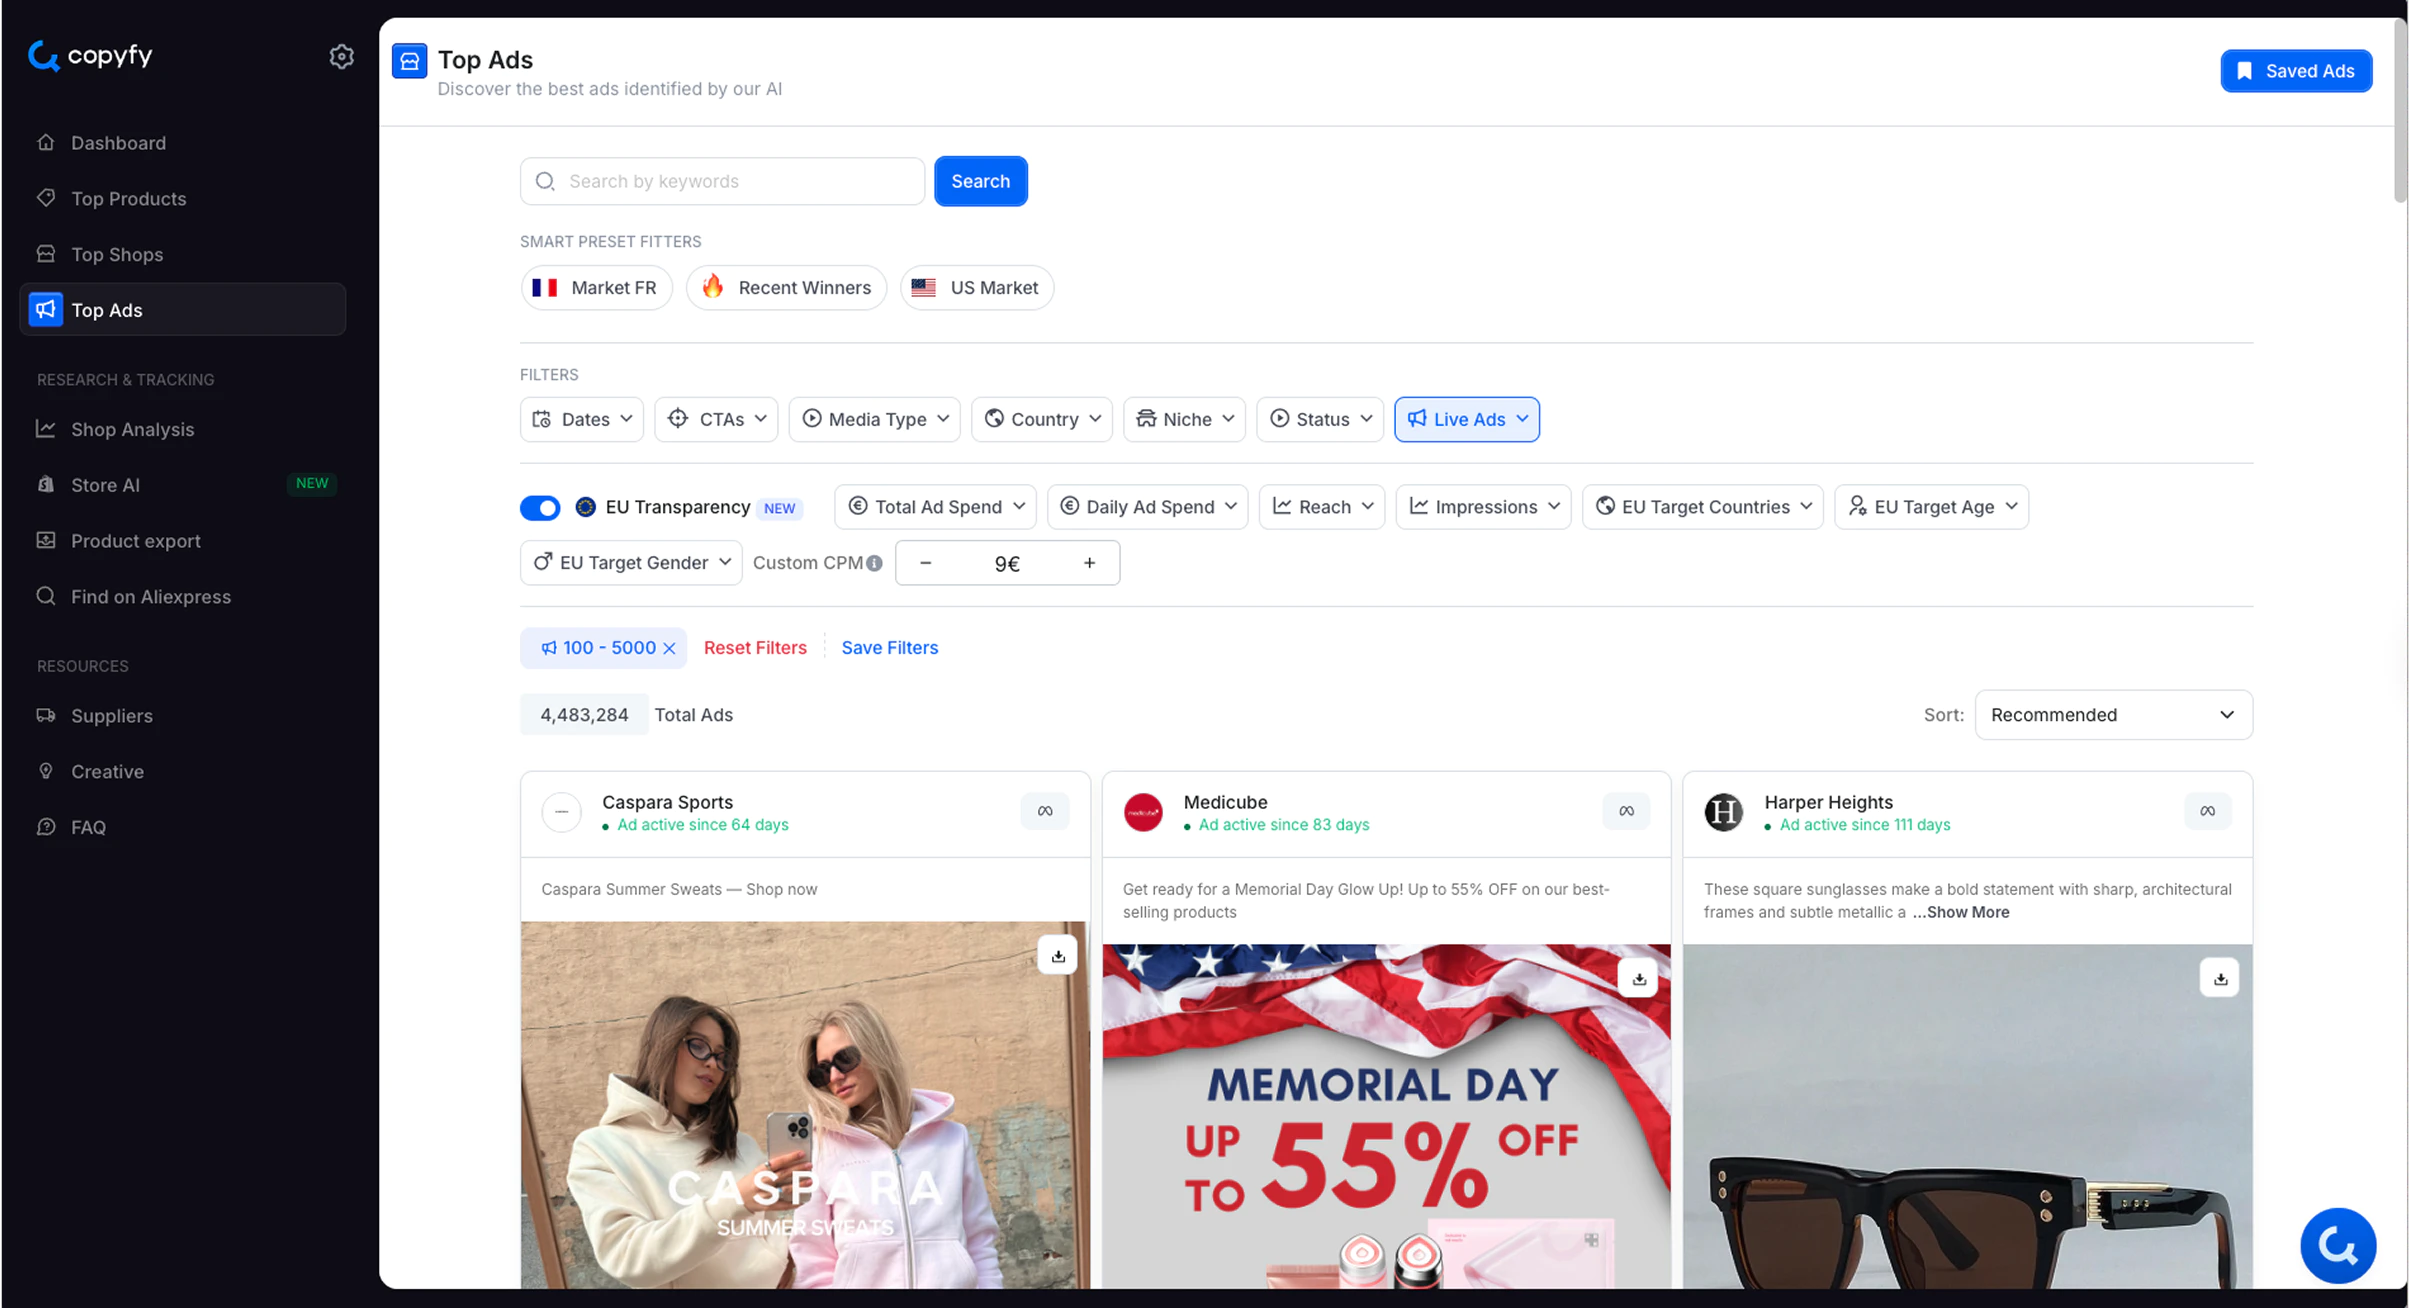 copyfy
Dashboard
Top Products
Top Shops
Top Ads
RESEARCH & TRACKING
Shop Analysis
Store AI NEW
Product export
Find on Aliexpress
RESOURCES
Suppliers
Creative
FAQ
Top Ads
Discover the best ads identified by our AI
Saved Ads
Search by keywords Search
SMART PRESET FITTERS
Market FR Recent Winners US Market
FILTERS
Dates CTAs Media Type Country Niche Status Live Ads
EU Transparency NEW Total Ad Spend Daily Ad Spend Reach Impressions EU Target Countries EU Target Age
EU Target Gender Custom CPM − 9€ +
100 - 5000 Reset Filters Save Filters
4,483,284 Total Ads
Sort: Recommended
Caspara Sports
Ad active since 64 days
Caspara Summer Sweats — Shop now
CASPARA
SUMMER SWEATS
medicube
Medicube
Ad active since 83 days
Get ready for a Memorial Day Glow Up! Up to 55% OFF on our best-
selling products
MEMORIAL DAY
UP TO 55% OFF
H
Harper Heights
Ad active since 111 days
These square sunglasses make a bold statement with sharp, architectural
frames and subtle metallic a ...Show More